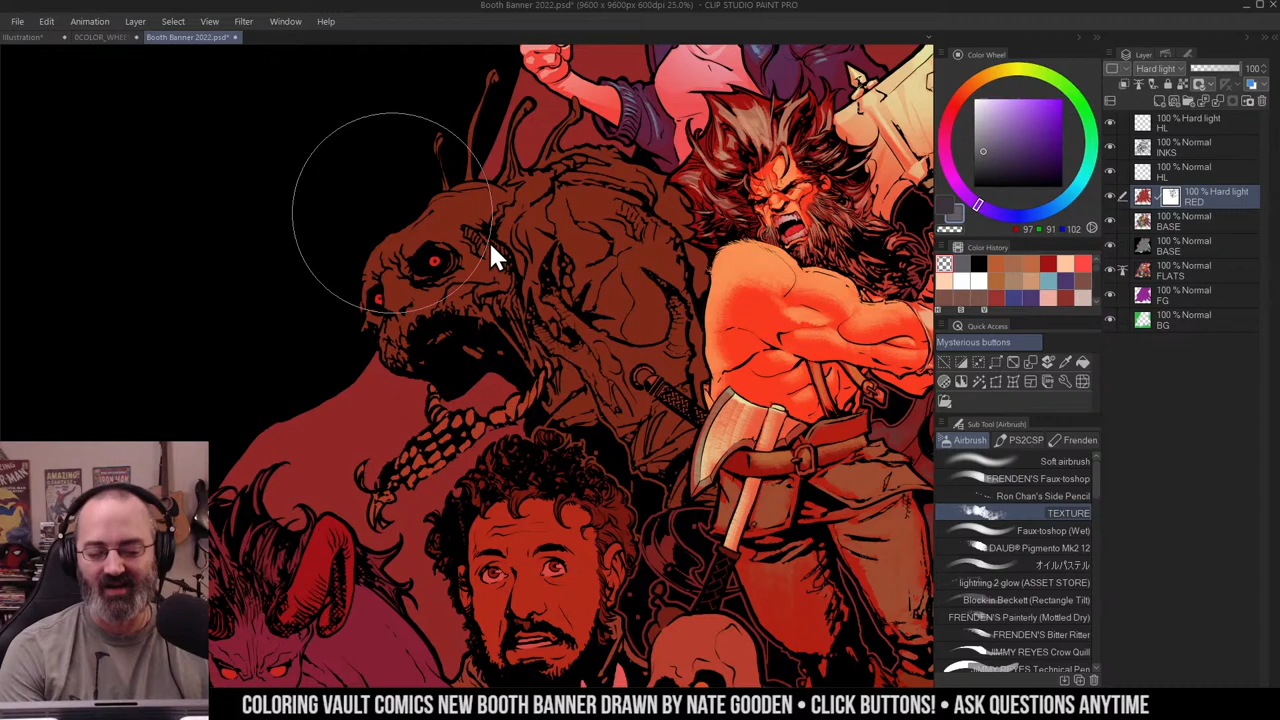 Booth Banner 2022.psd* (9600 x 9600px 600dpi 25.0%) - CLIP STUDIO PAINT PRO
File Edit Animation Layer Select View Filter Window Help
Illustration* 0COLOR_WHEE Booth Banner 2022.psd*
Color Wheel
97 91 102
Color History
H S V
Quick Access
Mysterious buttons
Sub Tool [Airbrush]
Airbrush PS2CSP Frenden
Soft airbrush
FRENDEN'S Faux-toshop
Ron Chan's Side Pencil
TEXTURE
Faux-toshop (Wet)
DAUB® Pigmento Mk2 12
オイルパステル
lightning 2 glow (ASSET STORE)
Block-in Beckett (Rectangle Tilt)
FRENDEN'S Painterly (Mottled Dry)
FRENDEN'S Bitter Ritter
JIMMY REYES Crow Quill
JIMMY REYES Technical Pen
Layer
Hard light 100
100 % Hard light
HL
100 % Normal
INKS
100 % Normal
HL
100 % Hard light
RED
100 % Normal
BASE
100 % Normal
BASE
100 % Normal
FLATS
100 % Normal
FG
100 % Normal
BG
AMAZING
COLORING VAULT COMICS NEW BOOTH BANNER DRAWN BY NATE GOODEN • CLICK BUTTONS! • ASK QUESTIONS ANYTIME